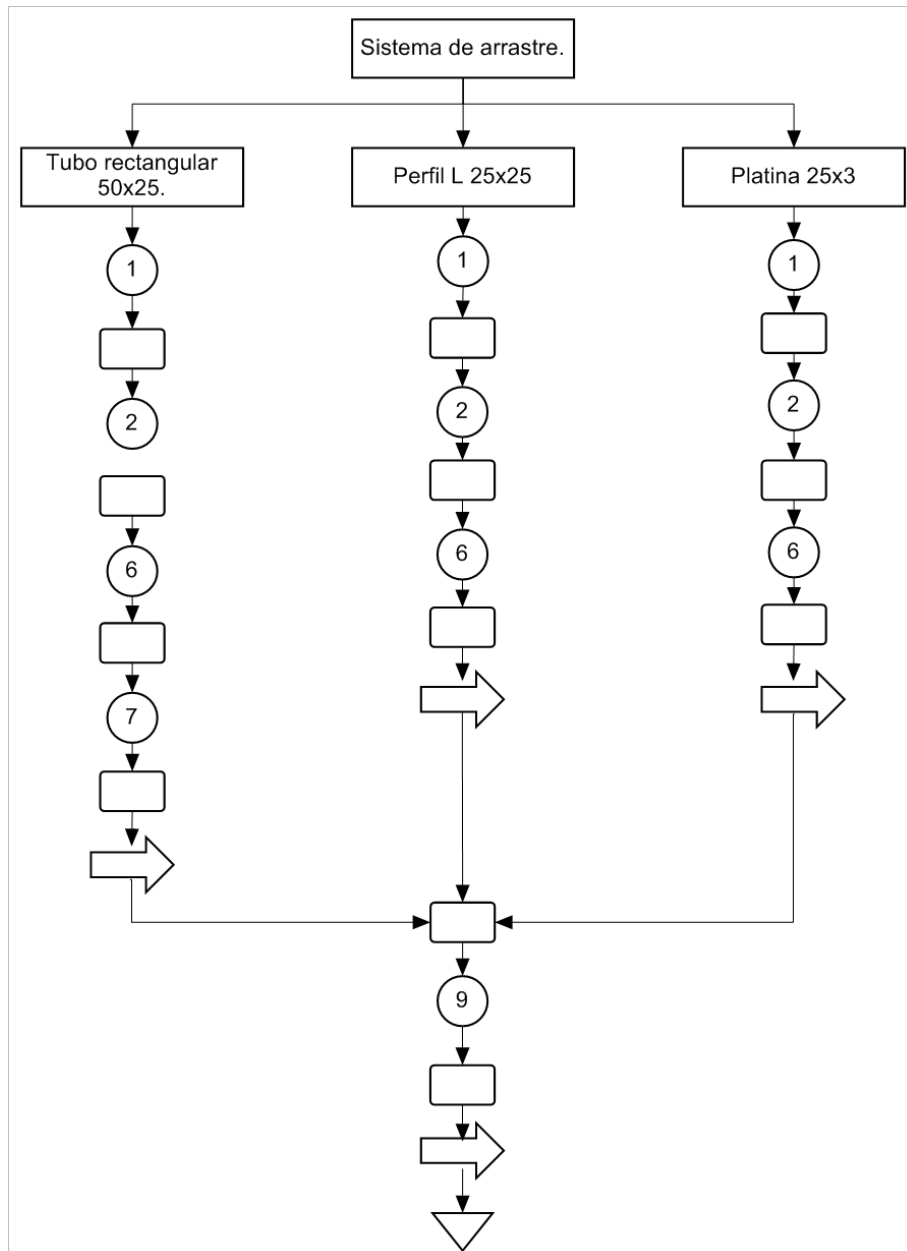 Sistema de arrastre.
Tubo rectangular
50x25.
Perfil L 25x25
Platina 25x3
1
1
1
2
2
2
6
6
6
7
9